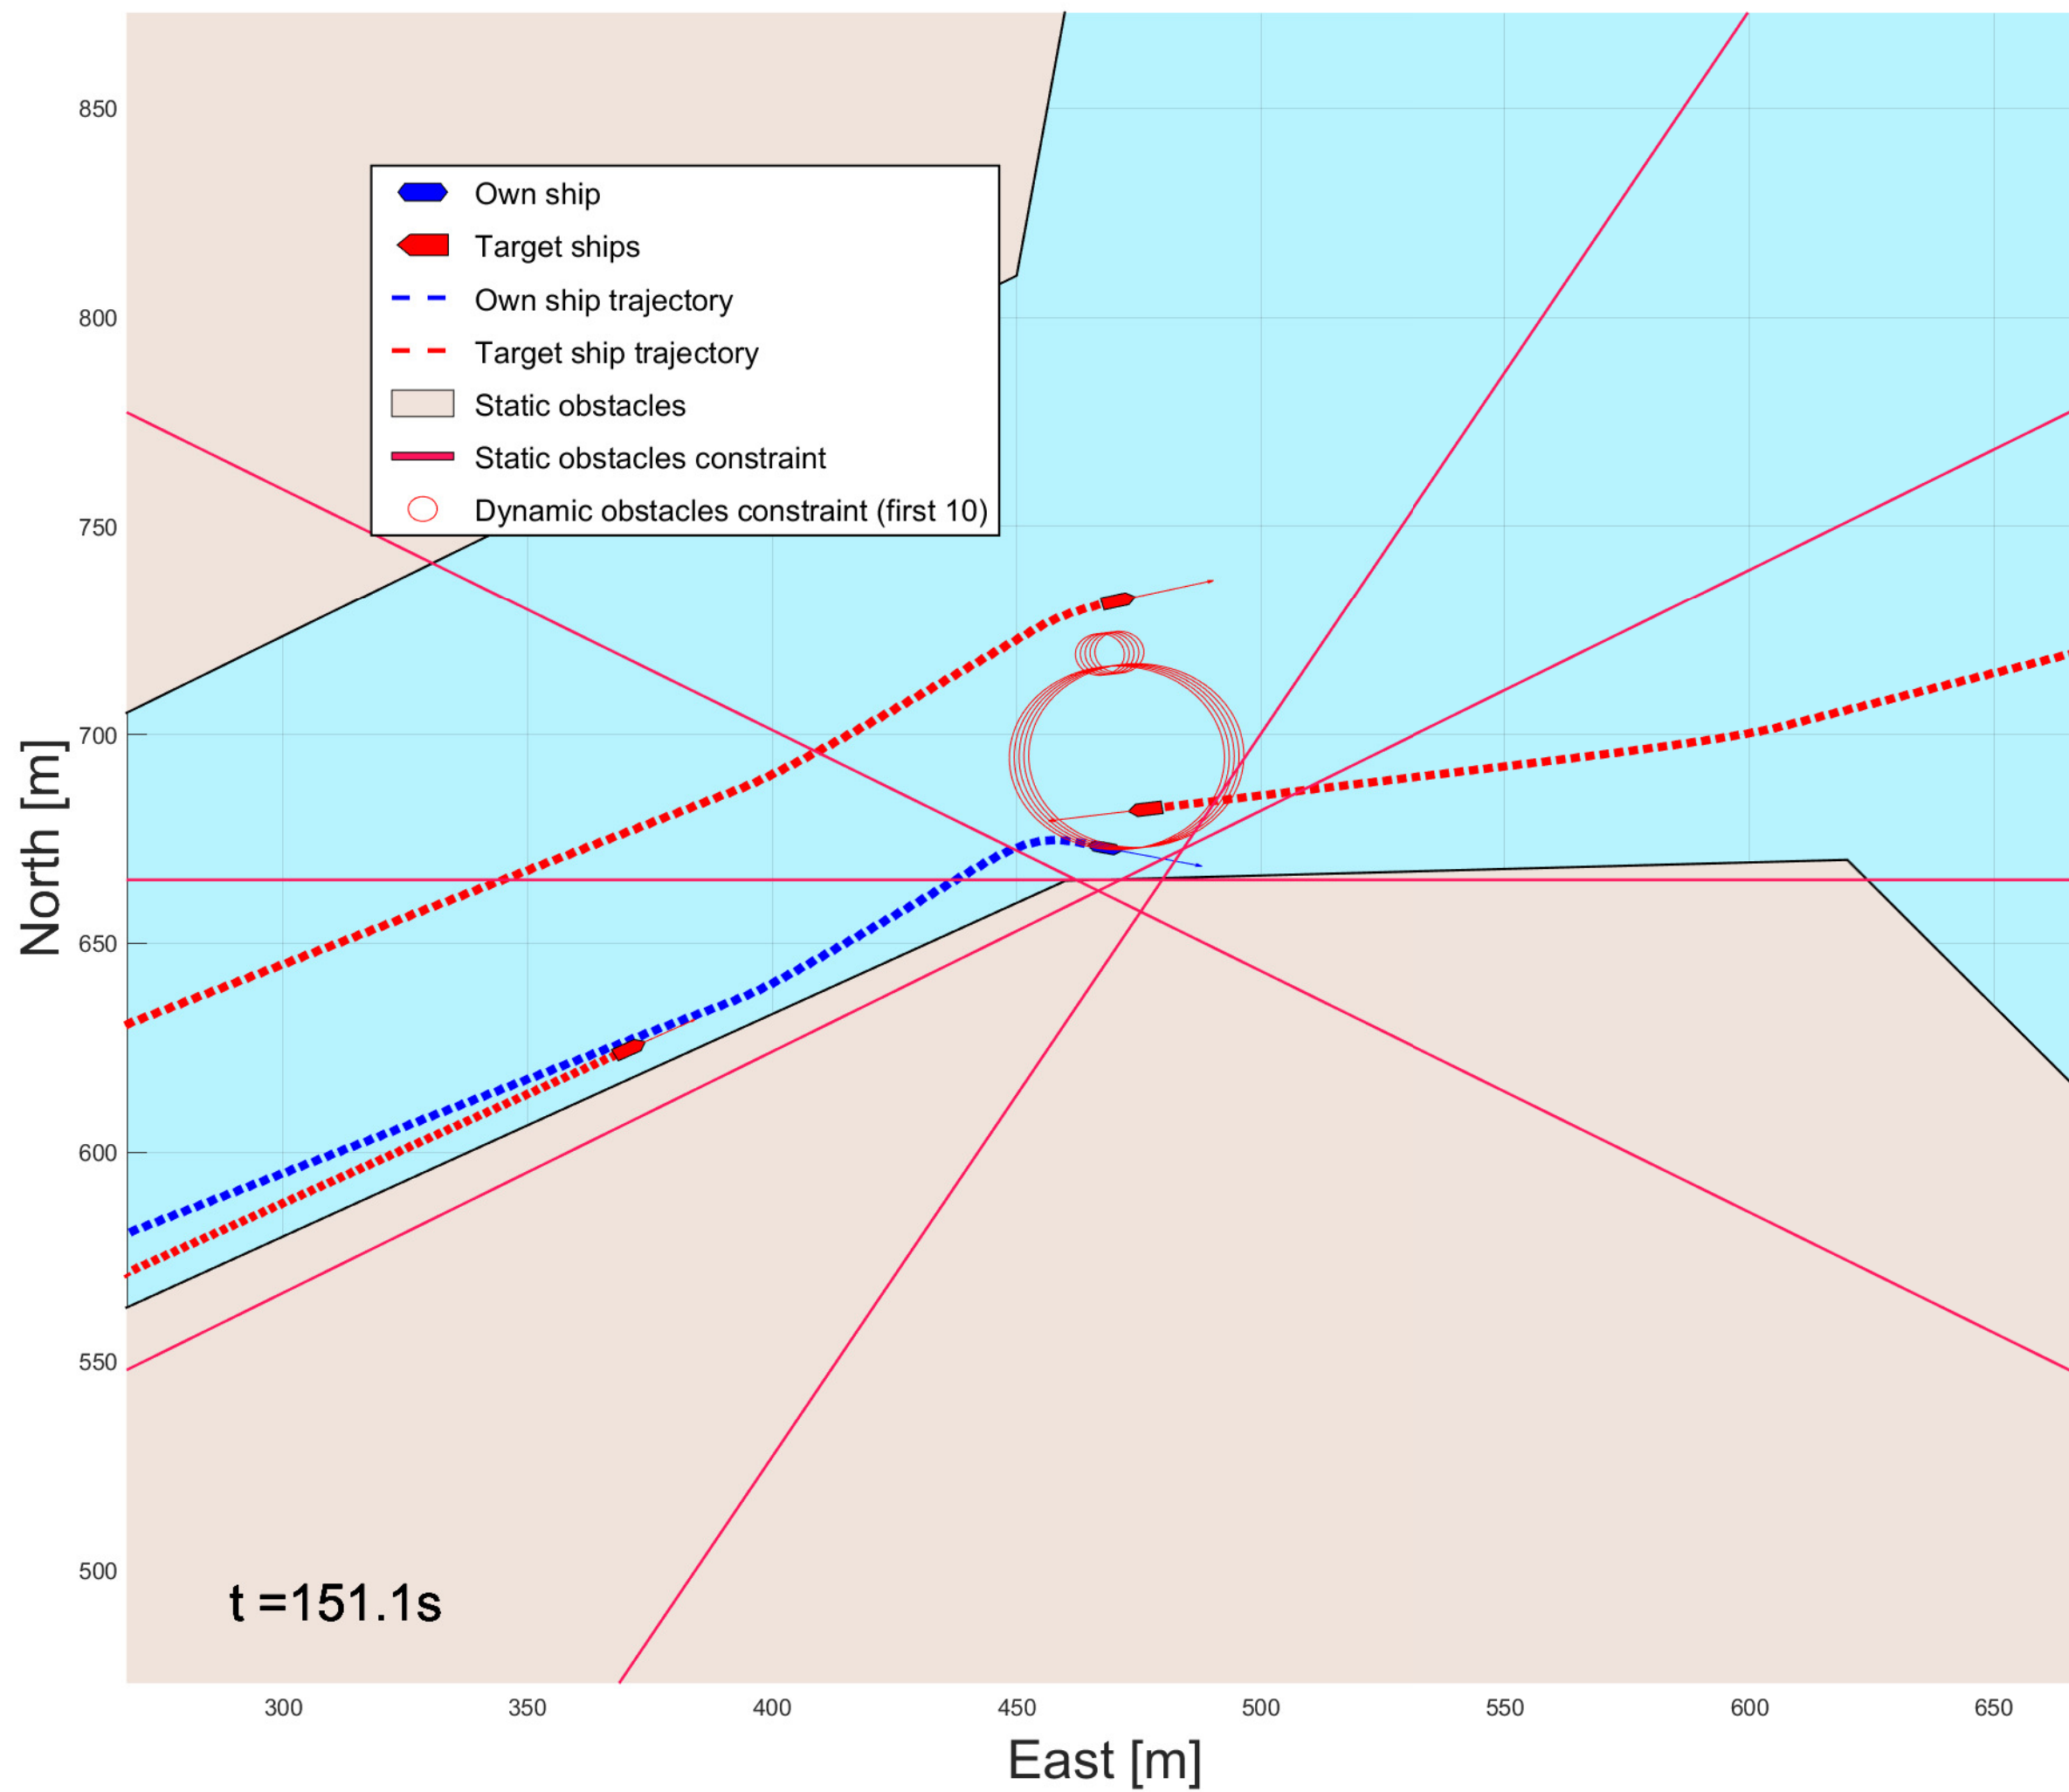 850
800
750
700
650
600
550
500
North [m]
Own ship
Target ships
Own ship trajectory
Target ship trajectory
Static obstacles
Static obstacles constraint
Dynamic obstacles constraint (first 10)
t =151.1s
300 350 400 450 500 550 600 650
East [m]